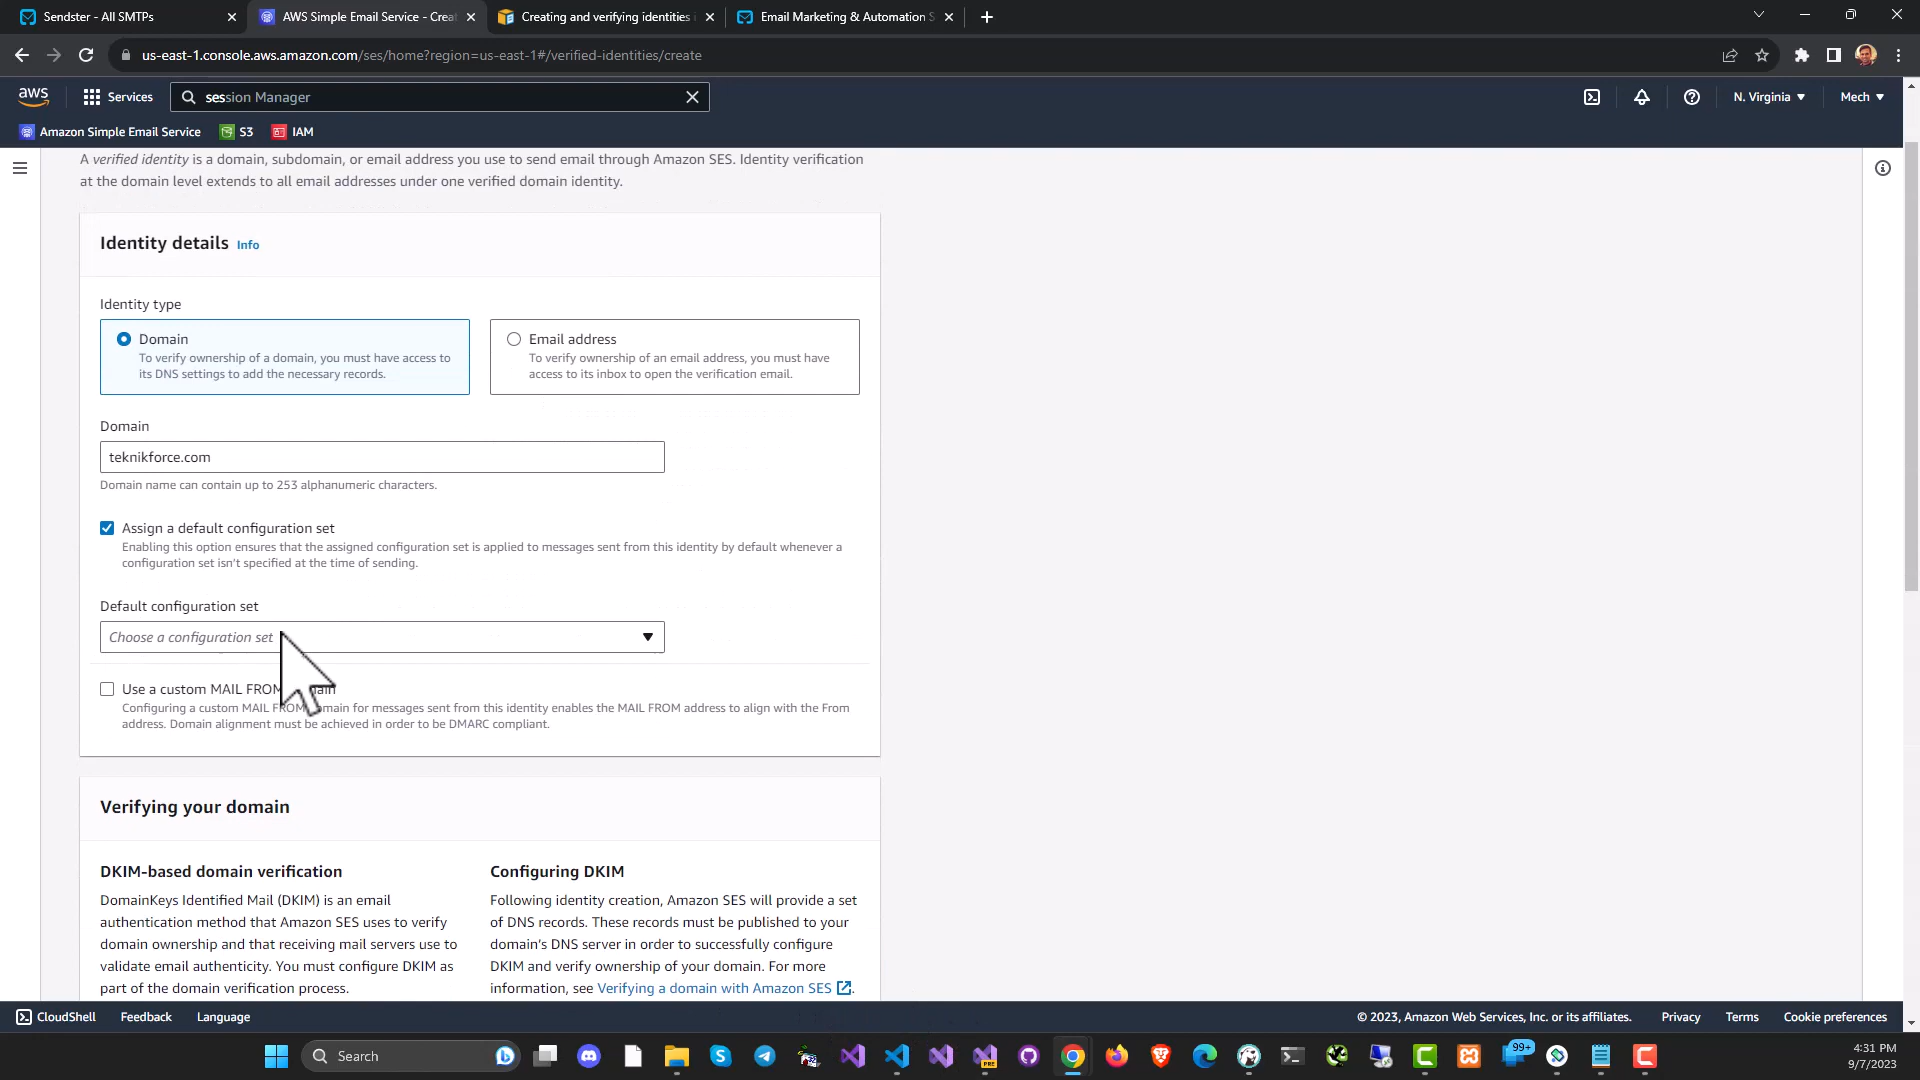 Sendster - All SMTPs
AWS Simple Email Service - Crea
Creating and verifying identities i
Email Marketing & Automation S
us-east-1.console.aws.amazon.com/ses/home?region=us-east-1#/verified-identities/create
aws
Services
session Manager
N. Virginia
Mech
Amazon Simple Email Service
S3
IAM
A verified identity is a domain, subdomain, or email address you use to send email through Amazon SES. Identity verification
at the domain level extends to all email addresses under one verified domain identity.
Identity details Info
Identity type
Domain
To verify ownership of a domain, you must have access to
its DNS settings to add the necessary records.
Email address
To verify ownership of an email address, you must have
access to its inbox to open the verification email.
Domain
teknikforce.com
Domain name can contain up to 253 alphanumeric characters.
Assign a default configuration set
Enabling this option ensures that the assigned configuration set is applied to messages sent from this identity by default whenever a
configuration set isn't specified at the time of sending.
Default configuration set
Choose a configuration set
Use a custom MAIL FROM
Configuring a custom MAIL FROM domain for messages sent from this identity enables the MAIL FROM address to align with the From
address. Domain alignment must be achieved in order to be DMARC compliant.
Verifying your domain
DKIM-based domain verification
DomainKeys Identified Mail (DKIM) is an email
authentication method that Amazon SES uses to verify
domain ownership and that receiving mail servers use to
validate email authenticity. You must configure DKIM as
part of the domain verification process.
Configuring DKIM
Following identity creation, Amazon SES will provide a set
of DNS records. These records must be published to your
domain's DNS server in order to successfully configure
DKIM and verify ownership of your domain. For more
information, see Verifying a domain with Amazon SES.
CloudShell
Feedback
Language
© 2023, Amazon Web Services, Inc. or its affiliates.
Privacy
Terms
Cookie preferences
Search
PRE
99+
4:31 PM
9/7/2023